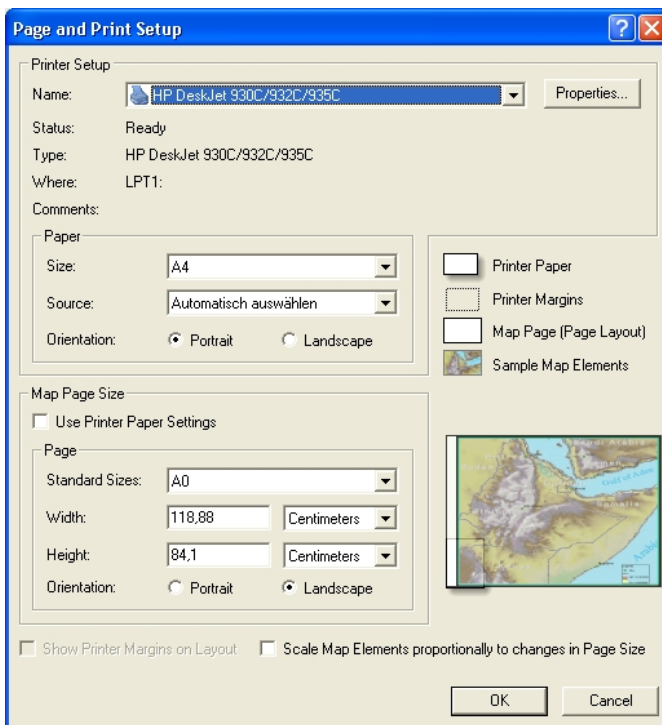 Page and Print Setup
Printer Setup
Name: HP DeskJet 930C/932C/935C Properties...
Status: Ready
Type: HP DeskJet 930C/932C/935C
Where: LPT1:
Comments:
Paper
Size: A4
Source: Automatisch auswählen
Orientation: Portrait Landscape
Printer Paper
Printer Margins
Map Page (Page Layout)
Sample Map Elements
Map Page Size
Use Printer Paper Settings
Page
Standard Sizes: A0
Width: 118,88 Centimeters
Height: 84,1 Centimeters
Orientation: Portrait Landscape
Gulf of Aden
Show Printer Margins on Layout Scale Map Elements proportionally to changes in Page Size
OK Cancel